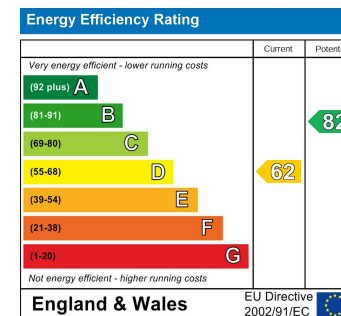 Energy Efficiency Rating
Current Potent
Very energy efficient - lower running costs
(92 plus) A
(81-91) B
82
(69-80) C
(55-68) D
62
(39-54) E
(21-38) F
(1-20) G
Not energy efficient - higher running costs
England & Wales
EU Directive
2002/91/EC